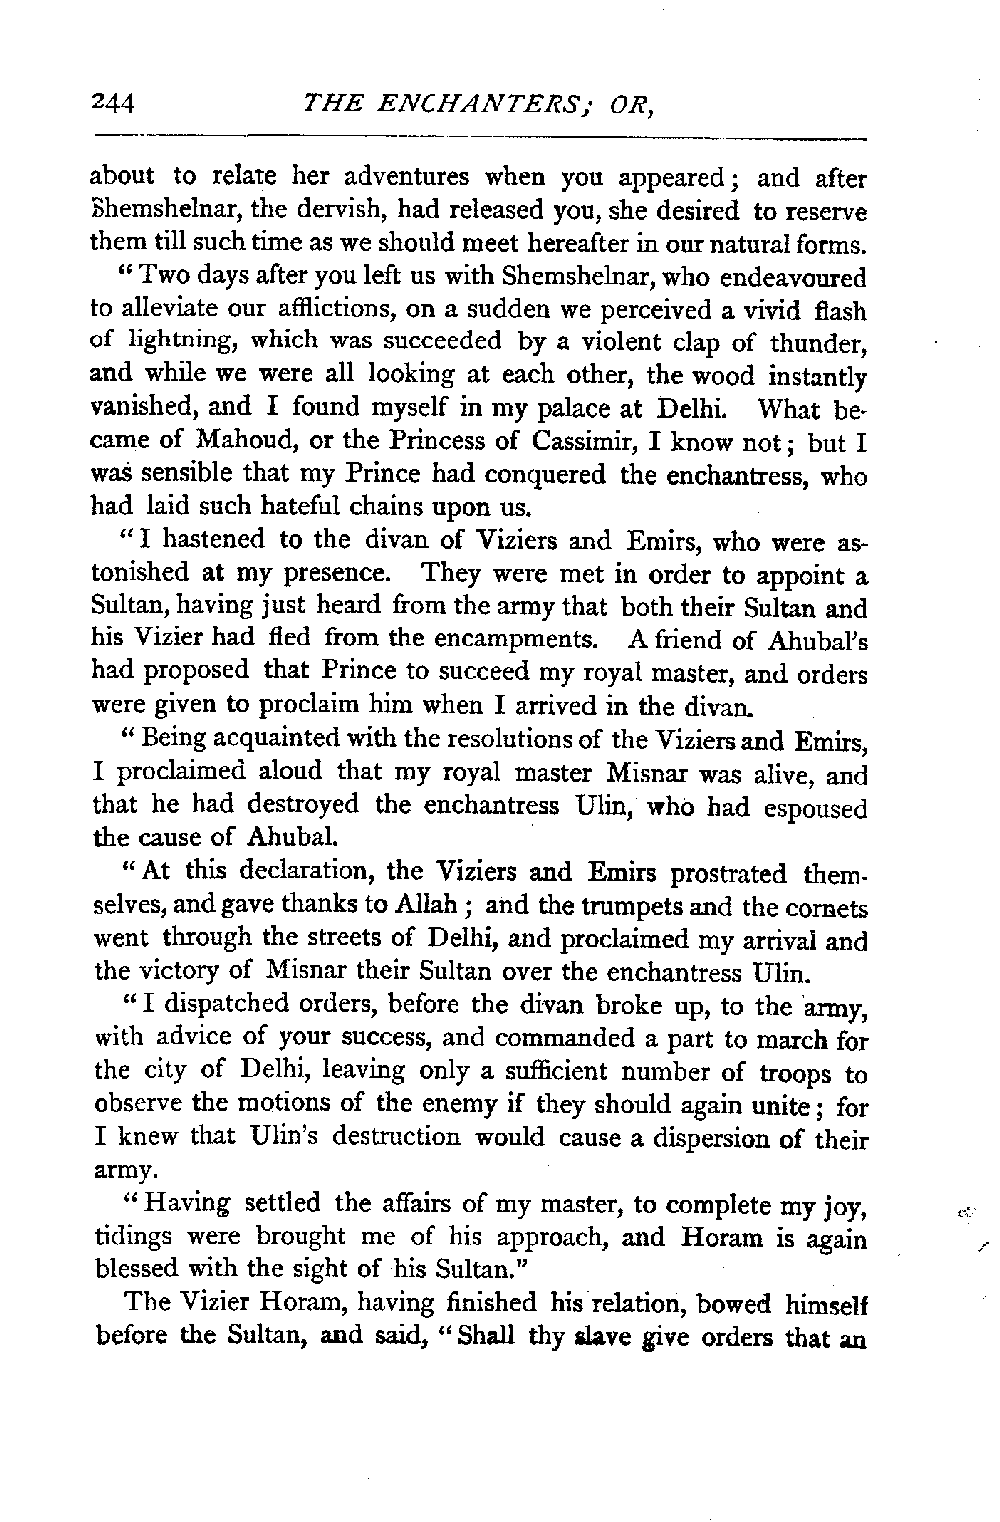 244 THE ENCHANTERS; OR,
about to relate her adventures when you appeared; and after
Shemshelnar, the dervish, had released you, she desired to reserve
them till such time as we should meet hereafter in our natural forms.
“Two days after you left us with Shemshelnar, who endeavoured
to alleviate our afflictions, on a sudden we perceived a vivid flash
of lightning, which was succeeded by a violent clap of thunder,
and while we were all looking at each other, the wood instantly
vanished, and I found myself in my palace at Delhi. What be-
came of Mahoud, or the Princess of Cassimir, I know not; but I
was sensible that my Prince had conquered the enchantress, who
had laid such hateful chains upon us.
“I hastened to the divan of Viziers and Emirs, who were as-
tonished at my presence. They were met in order to appoint a
Sultan, having just heard from the army that both their Sultan and
his Vizier had fled from the encampments. A friend of Ahubal's
had proposed that Prince to succeed my royal master, and orders
were given to proclaim him when I arrived in the divan.
“Being acquainted with the resolutions of the Viziers and Emirs,
I proclaimed aloud that my royal master Misnar was alive, and
that he had destroyed the enchantress Ulin, who had espoused
the cause of Ahubal.
“At this declaration, the Viziers and Emirs prostrated them-
selves, and gave thanks to Allah; and the trumpets and the cornets
went through the streets of Delhi, and proclaimed my arrival and
the victory of Misnar their Sultan over the enchantress Ulin.
“I dispatched orders, before the divan broke up, to the army,
with advice of your success, and commanded a part to march for
the city of Delhi, leaving only a sufficient number of troops to
observe the motions of the enemy if they should again unite; for
I knew that Ulin's destruction would cause a dispersion of their
army.
“Having settled the affairs of my master, to complete my joy,
tidings were brought me of his approach, and Horam is again
blessed with the sight of his Sultan.”
The Vizier Horam, having finished his relation, bowed himself
before the Sultan, and said, “Shall thy slave give orders that an